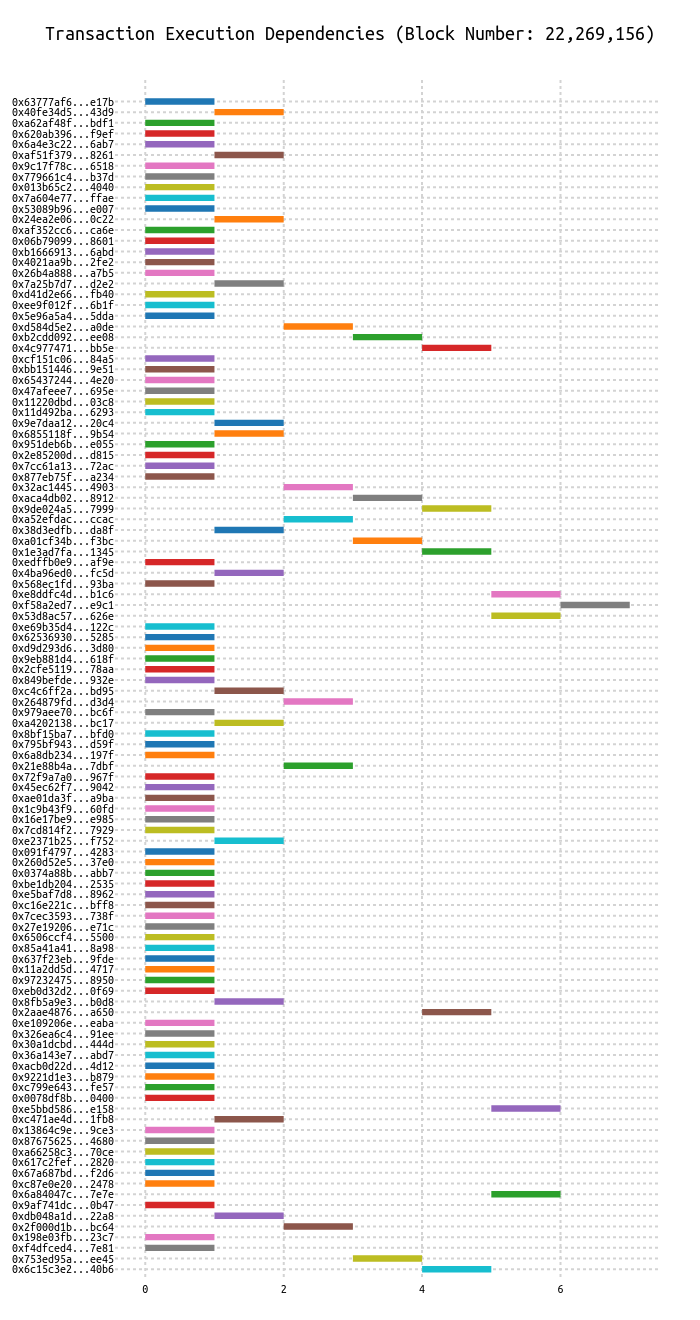 Transaction Execution Dependencies (Block Number: 22,269,156)
0x63777af6...e17b
0x40fe34d5...43d9
0xa62af48f...bdf1
0x620ab396...f9ef
0x6a4e3c22...6ab7
0xaf51f379...8261
0x9c17f78c...6518
0x779661c4...b37d
0x013b65c2...4040
0x7a604e77...ffae
0x53089b96...e007
0x24ea2e06...0c22
0xaf352cc6...ca6e
0x06b79099...8601
0xb1666913...6abd
0x4021aa9b...2fe2
0x26b4a888...a7b5
0x7a25b7d7...d2e2
0xd41d2e66...fb40
0xee9f012f...6b1f
0x5e96a5a4...5dda
0xd584d5e2...a0de
0xb2cdd092...ee08
0x4c977471...bb5e
0xcf151c06...84a5
0xbb151446...9e51
0x65437244...4e20
0x47afeee7...695e
0x11220dbd...03c8
0x11d492ba...6293
0x9e7daa12...20c4
0x6855118f...9b54
0x951deb6b...e055
0x2e85200d...d815
0x7cc61a13...72ac
0x877eb75f...a234
0x32ac1445...4903
0xaca4db02...8912
0x9de024a5...7999
0xa52efdac...ccac
0x38d3edfb...da8f
0xa01cf34b...f3bc
0x1e3ad7fa...1345
0xedffb0e9...af9e
0x4ba96ed0...fc5d
0x568ec1fd...93ba
0xe8ddfc4d...b1c6
0xf58a2ed7...e9c1
0x53d8ac57...626e
0xe69b35d4...122c
0x62536930...5285
0xd9d293d6...3d80
0x9eb881d4...618f
0x2cfe5119...78aa
0x849befde...932e
0xc4c6ff2a...bd95
0x264879fd...d3d4
0x979aee70...bc6f
0xa4202138...bc17
0x8bf15ba7...bfd0
0x795bf943...d59f
0x6a8db234...197f
0x21e88b4a...7dbf
0x72f9a7a0...967f
0x45ec62f7...9042
0xae01da3f...a9ba
0x1c9b43f9...60fd
0x16e17be9...e985
0x7cd814f2...7929
0xe2371b25...f752
0x091f4797...4283
0x260d52e5...37e0
0x0374a88b...abb7
0xbe1db204...2535
0xe5baf7d8...8962
0xc16e221c...bff8
0x7cec3593...738f
0x27e19206...e71c
0x6506ccf4...5500
0x85a41a41...8a98
0x637f23eb...9fde
0x11a2dd5d...4717
0x97232475...8950
0xeb0d32d2...0f69
0x8fb5a9e3...b0d8
0x2aae4876...a650
0xe109206e...eaba
0x326ea6c4...91ee
0x30a1dcbd...444d
0x36a143e7...abd7
0xacb0d22d...4d12
0x9221d1e3...b879
0xc799e643...fe57
0x0078df8b...0400
0xe5bbd586...e158
0xc471ae4d...1fb8
0x13864c9e...9ce3
0x87675625...4680
0xa66258c3...70ce
0x617c2fef...2820
0x67a687bd...f2d6
0xc87e0e20...2478
0x6a84047c...7e7e
0x9af741dc...0b47
0xdb048a1d...22a8
0x2f000d1b...bc64
0x198e03fb...23c7
0xf4dfced4...7e81
0x753ed95a...ee45
0x6c15c3e2...40b6
0 2 4 6